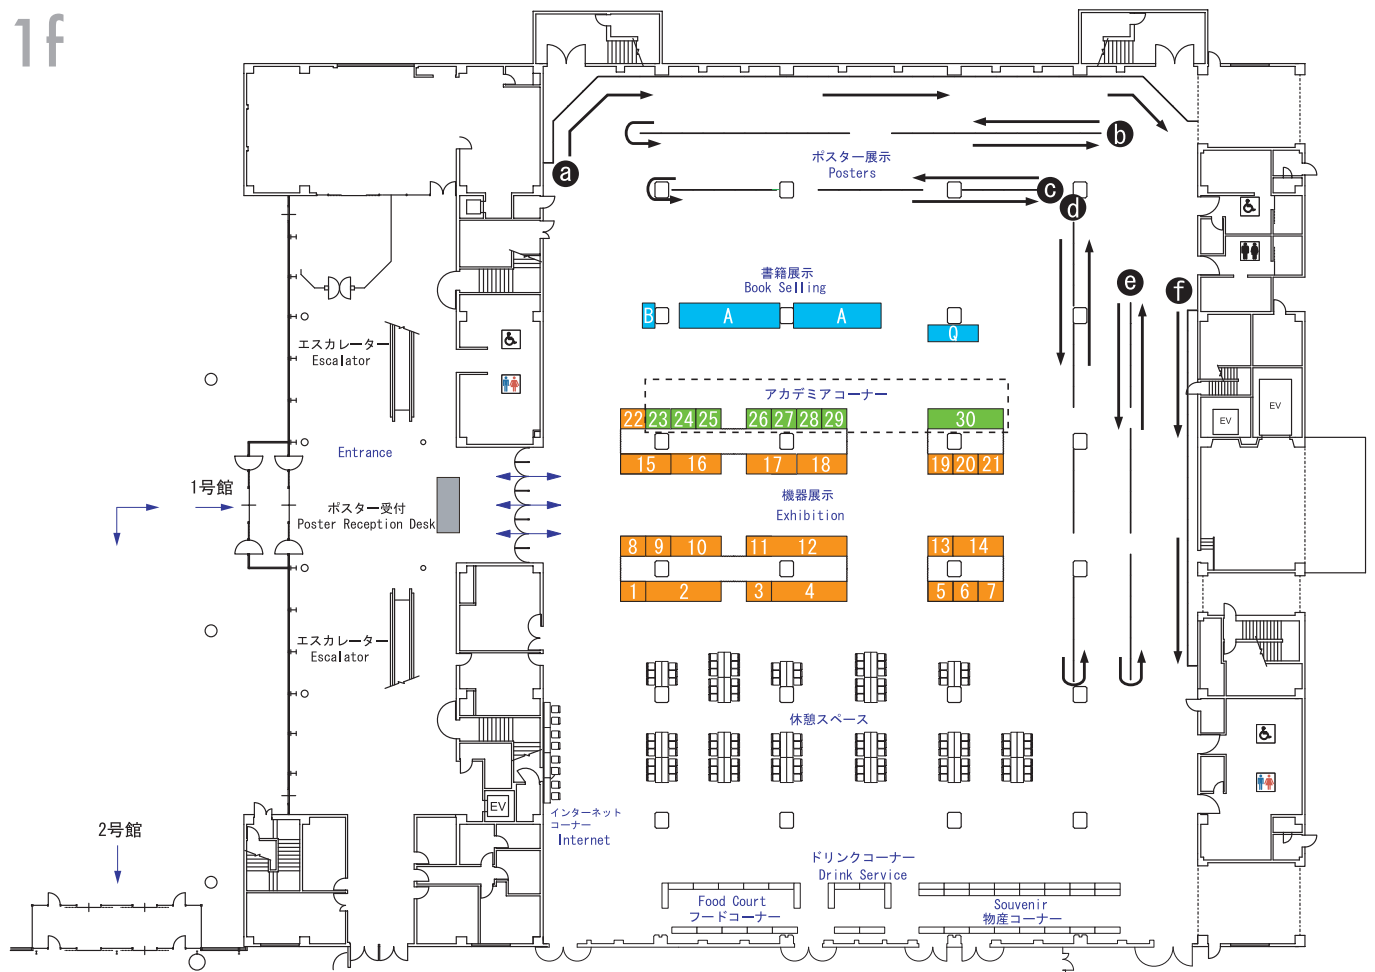 1f
a
b
ポスター展示
Posters
c
d
書籍展示
Book Selling
e
f
B
A
A
Q
エスカレーター
Escalator
アカデミアコーナー
22 23 24 25 26 27 28 29 30
EV
EV
Entrance
15 16 17 18 19 20 21
1号館
ポスター受付
Poster Reception Desk
機器展示
Exhibition
8 9 10 11 12 13 14
1 2 3 4 5 6 7
エスカレーター
Escalator
休憩スペース
EV
インターネット
コーナー
Internet
2号館
ドリンクコーナー
Drink Service
Food Court
フードコーナー
Souvenir
物産コーナー